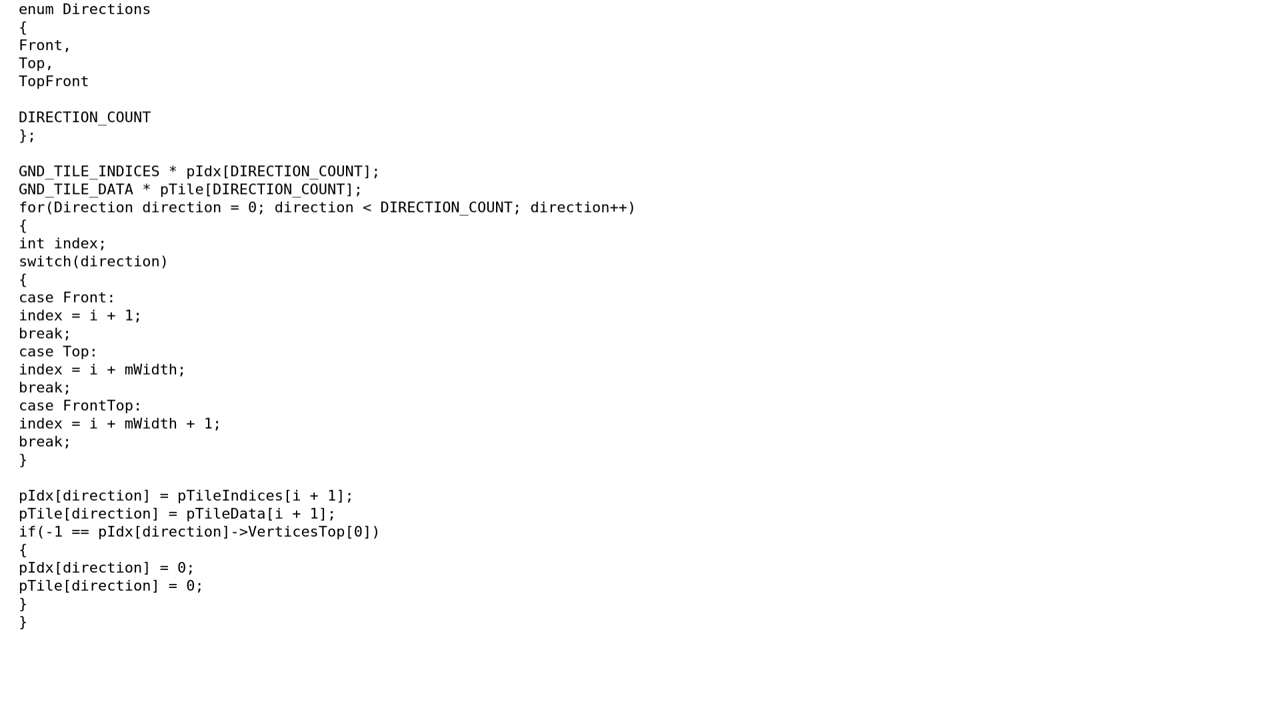 enum Directions
{
Front,
Top,
TopFront

DIRECTION_COUNT
};

GND_TILE_INDICES * pIdx[DIRECTION_COUNT];
GND_TILE_DATA * pTile[DIRECTION_COUNT];
for(Direction direction = 0; direction < DIRECTION_COUNT; direction++)
{
int index;
switch(direction)
{
case Front:
index = i + 1;
break;
case Top:
index = i + mWidth;
break;
case FrontTop:
index = i + mWidth + 1;
break;
}

pIdx[direction] = pTileIndices[i + 1];
pTile[direction] = pTileData[i + 1];
if(-1 == pIdx[direction]->VerticesTop[0])
{
pIdx[direction] = 0;
pTile[direction] = 0;
}
}